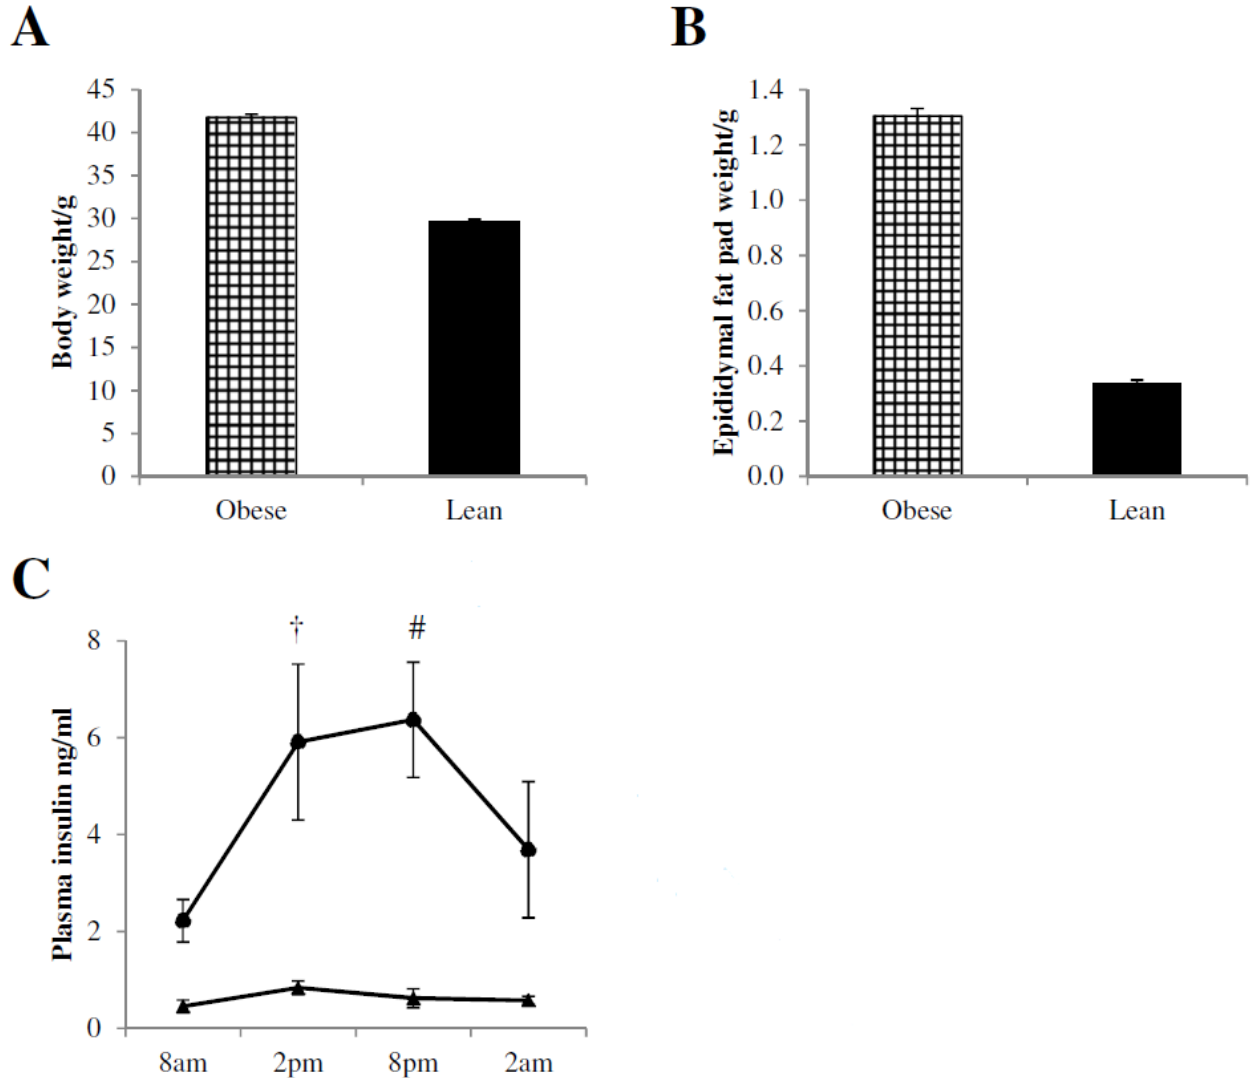 A
Body weight/g
45
40
35
30
25
20
15
10
5
0
Obese Lean
B
Epididymal fat pad weight/g
1.4
1.2
1.0
0.8
0.6
0.4
0.2
0.0
Obese Lean
C
† #
Plasma insulin ng/ml
8
6
4
2
0
8am 2pm 8pm 2am